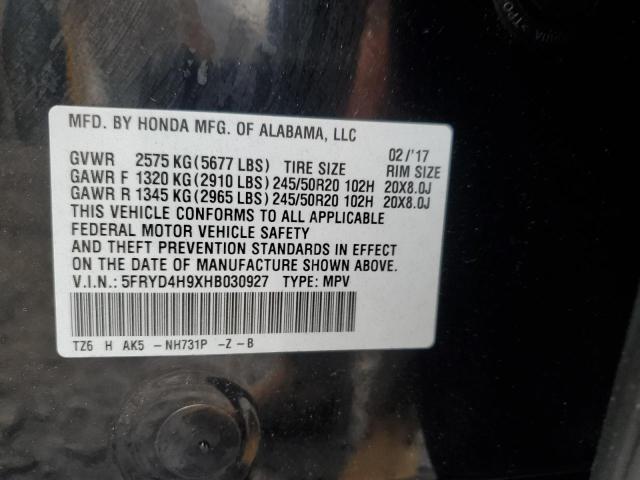 MFD. BY HONDA MFG. OF ALABAMA, LLC
GVWR 2575 KG (5677 LBS) TIRE SIZE 02/'17 RIM SIZE
GAWR F 1320 KG (2910 LBS) 245/50R20 102H 20X8.0J
GAWR R 1345 KG (2965 LBS) 245/50R20 102H 20X8.0J
THIS VEHICLE CONFORMS TO ALL APPLICABLE
FEDERAL MOTOR VEHICLE SAFETY
AND THEFT PREVENTION STANDARDS IN EFFECT
ON THE DATE OF MANUFACTURE SHOWN ABOVE.
V.I.N.: 5FRYD4H9XHB030927 TYPE: MPV
TZ6 H AK5 -NH731P -Z -B